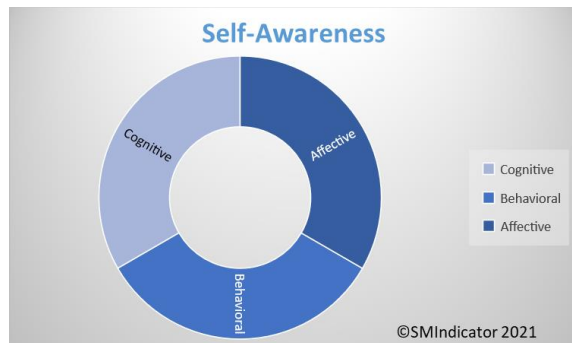 Self-Awareness
Cognitive
Affective
Behavioral
Cognitive
Behavioral
Affective
©SMIndicator 2021